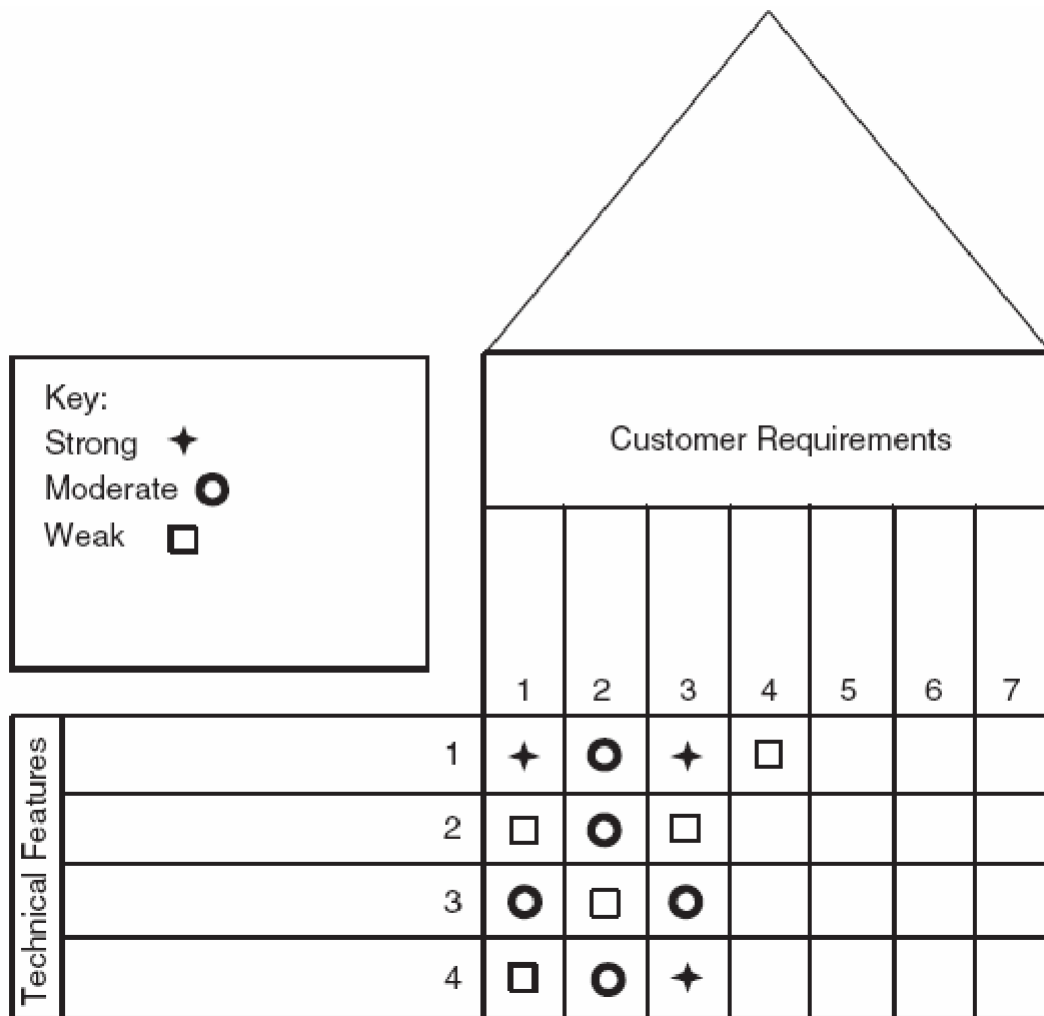 Key:
Strong
Moderate
Weak
Customer Requirements
1 2 3 4 5 6 7
Technical Features
1
2
3
4